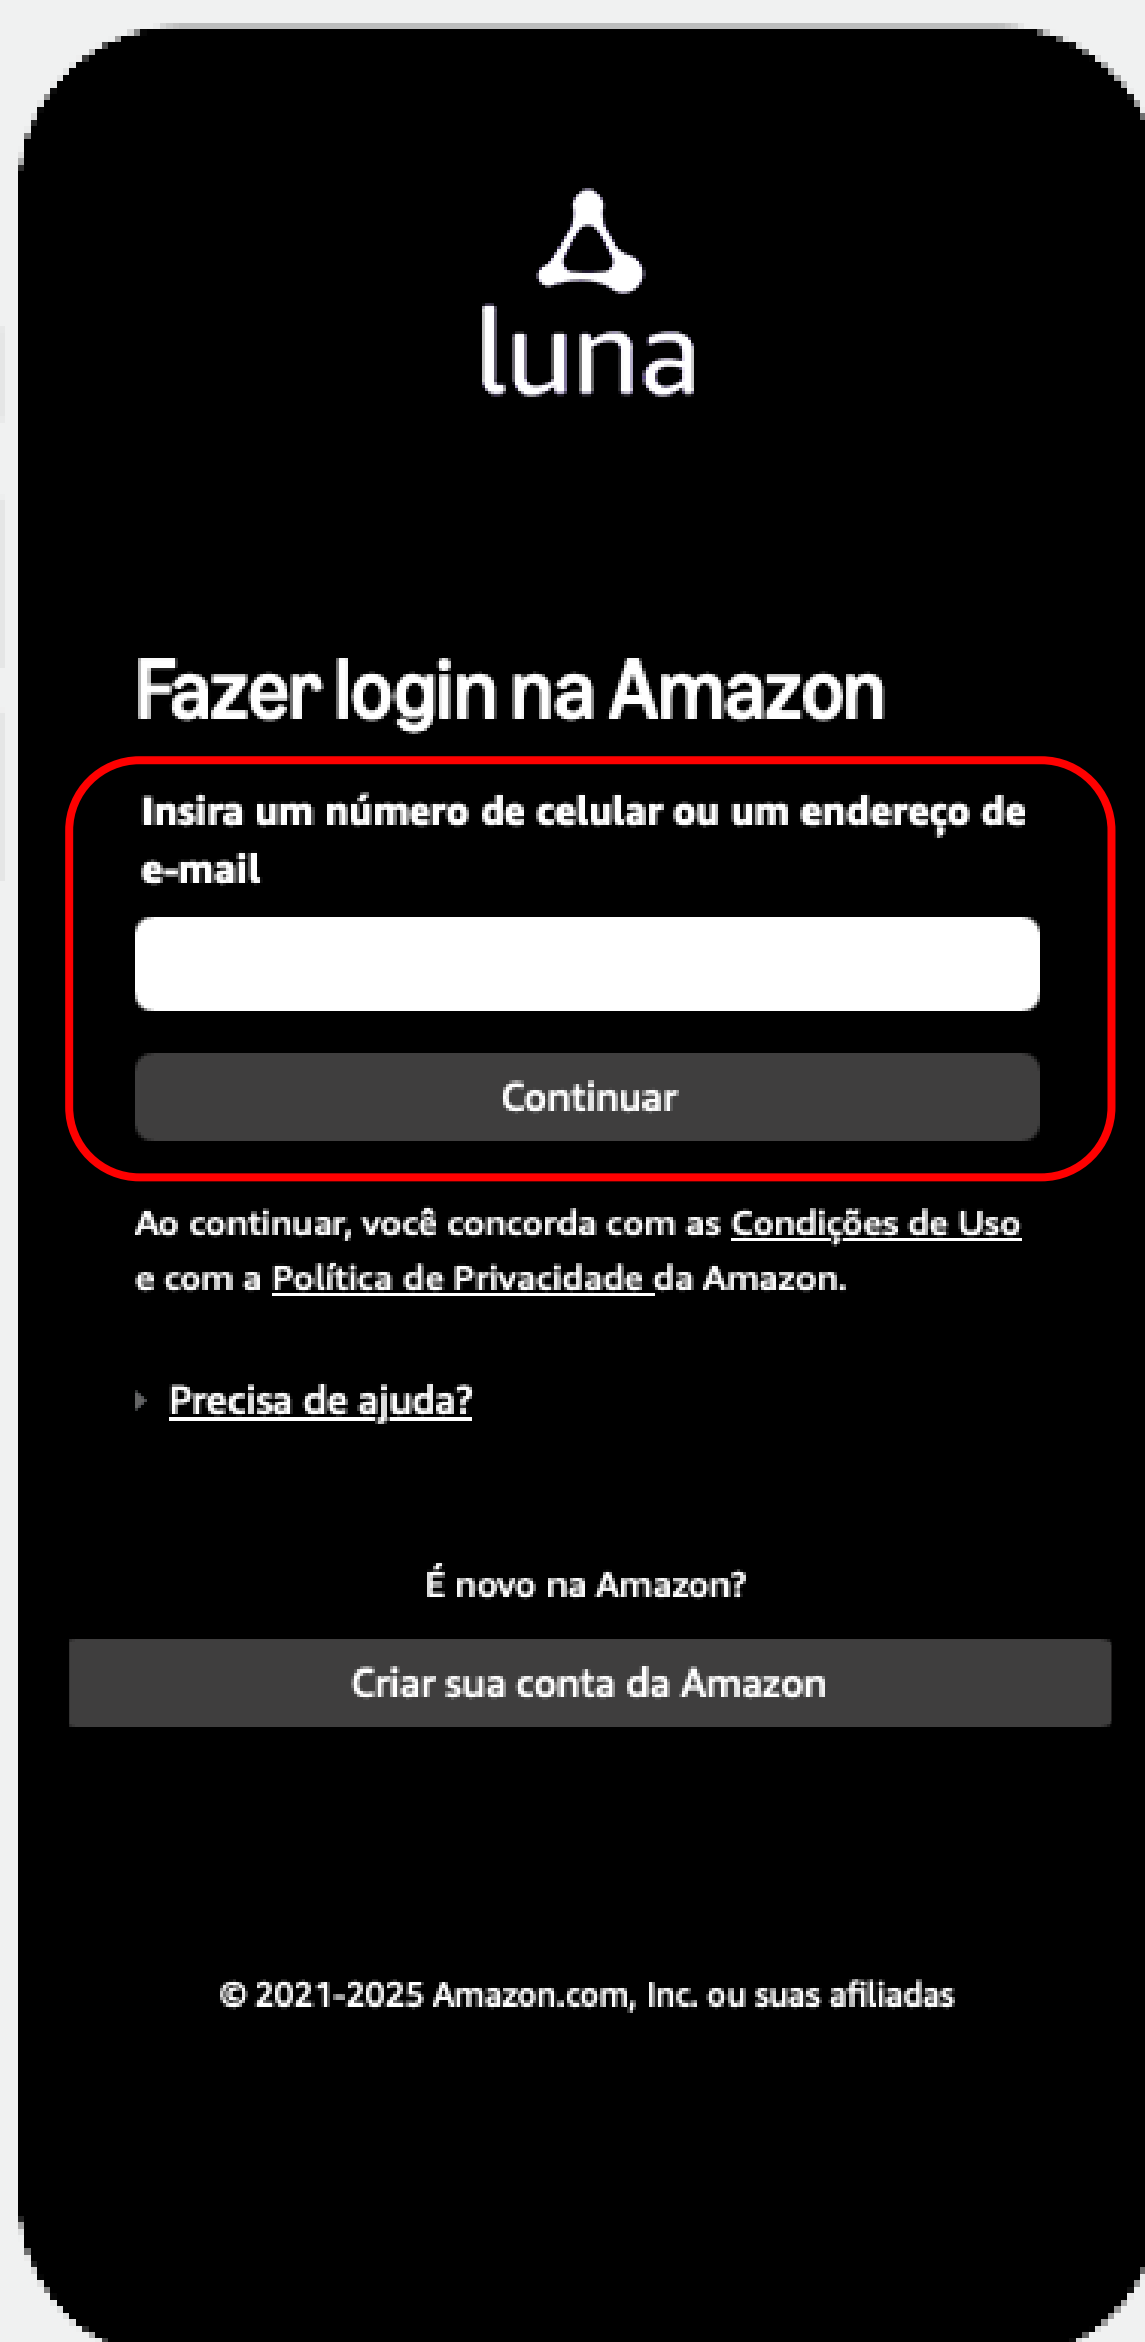 luna
Fazer login na Amazon
Insira um número de celular ou um endereço de
e-mail
Continuar
Ao continuar, você concorda com as Condições de Uso
e com a Política de Privacidade da Amazon.
Precisa de ajuda?
É novo na Amazon?
Criar sua conta da Amazon
© 2021-2025 Amazon.com, Inc. ou suas afiliadas